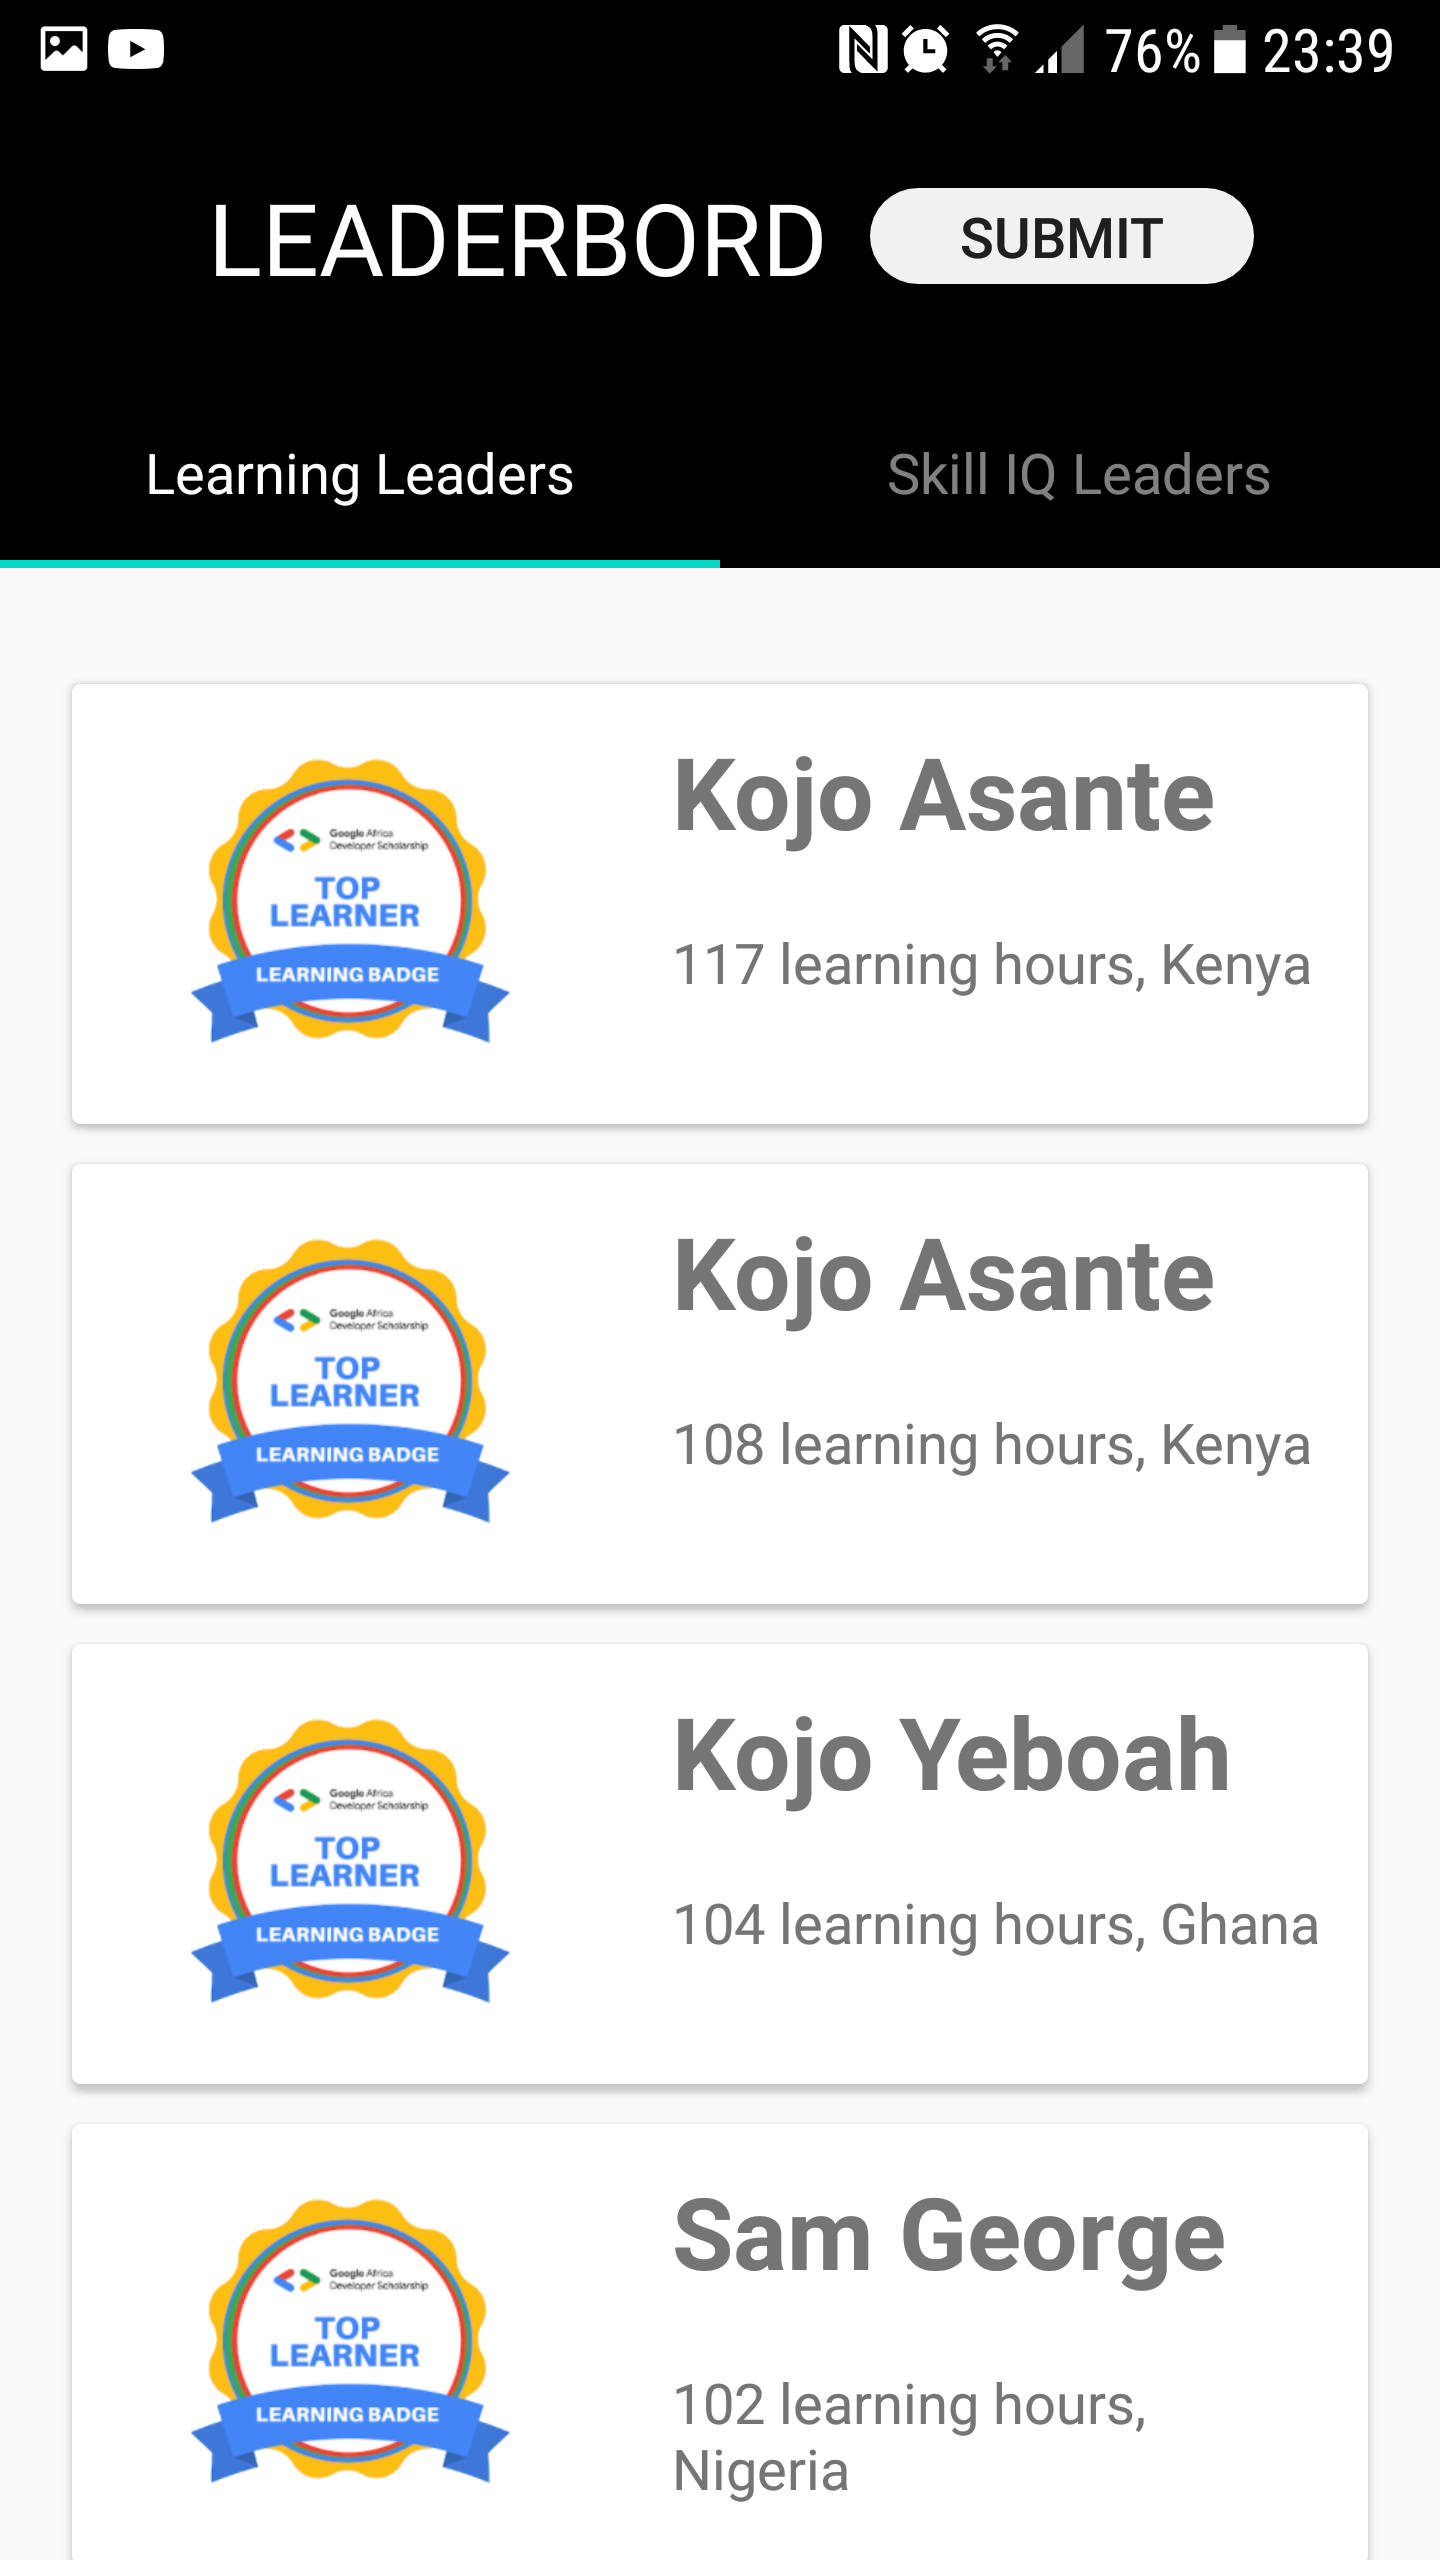 76% 23:39
LEADERBORD SUBMIT
Learning Leaders Skill IQ Leaders
Google Africa
Developer Scholarship
TOP
LEARNER
LEARNING BADGE
Kojo Asante
117 learning hours, Kenya
Google Africa
Developer Scholarship
TOP
LEARNER
LEARNING BADGE
Kojo Asante
108 learning hours, Kenya
Google Africa
Developer Scholarship
TOP
LEARNER
LEARNING BADGE
Kojo Yeboah
104 learning hours, Ghana
Google Africa
Developer Scholarship
TOP
LEARNER
LEARNING BADGE
Sam George
102 learning hours,
Nigeria